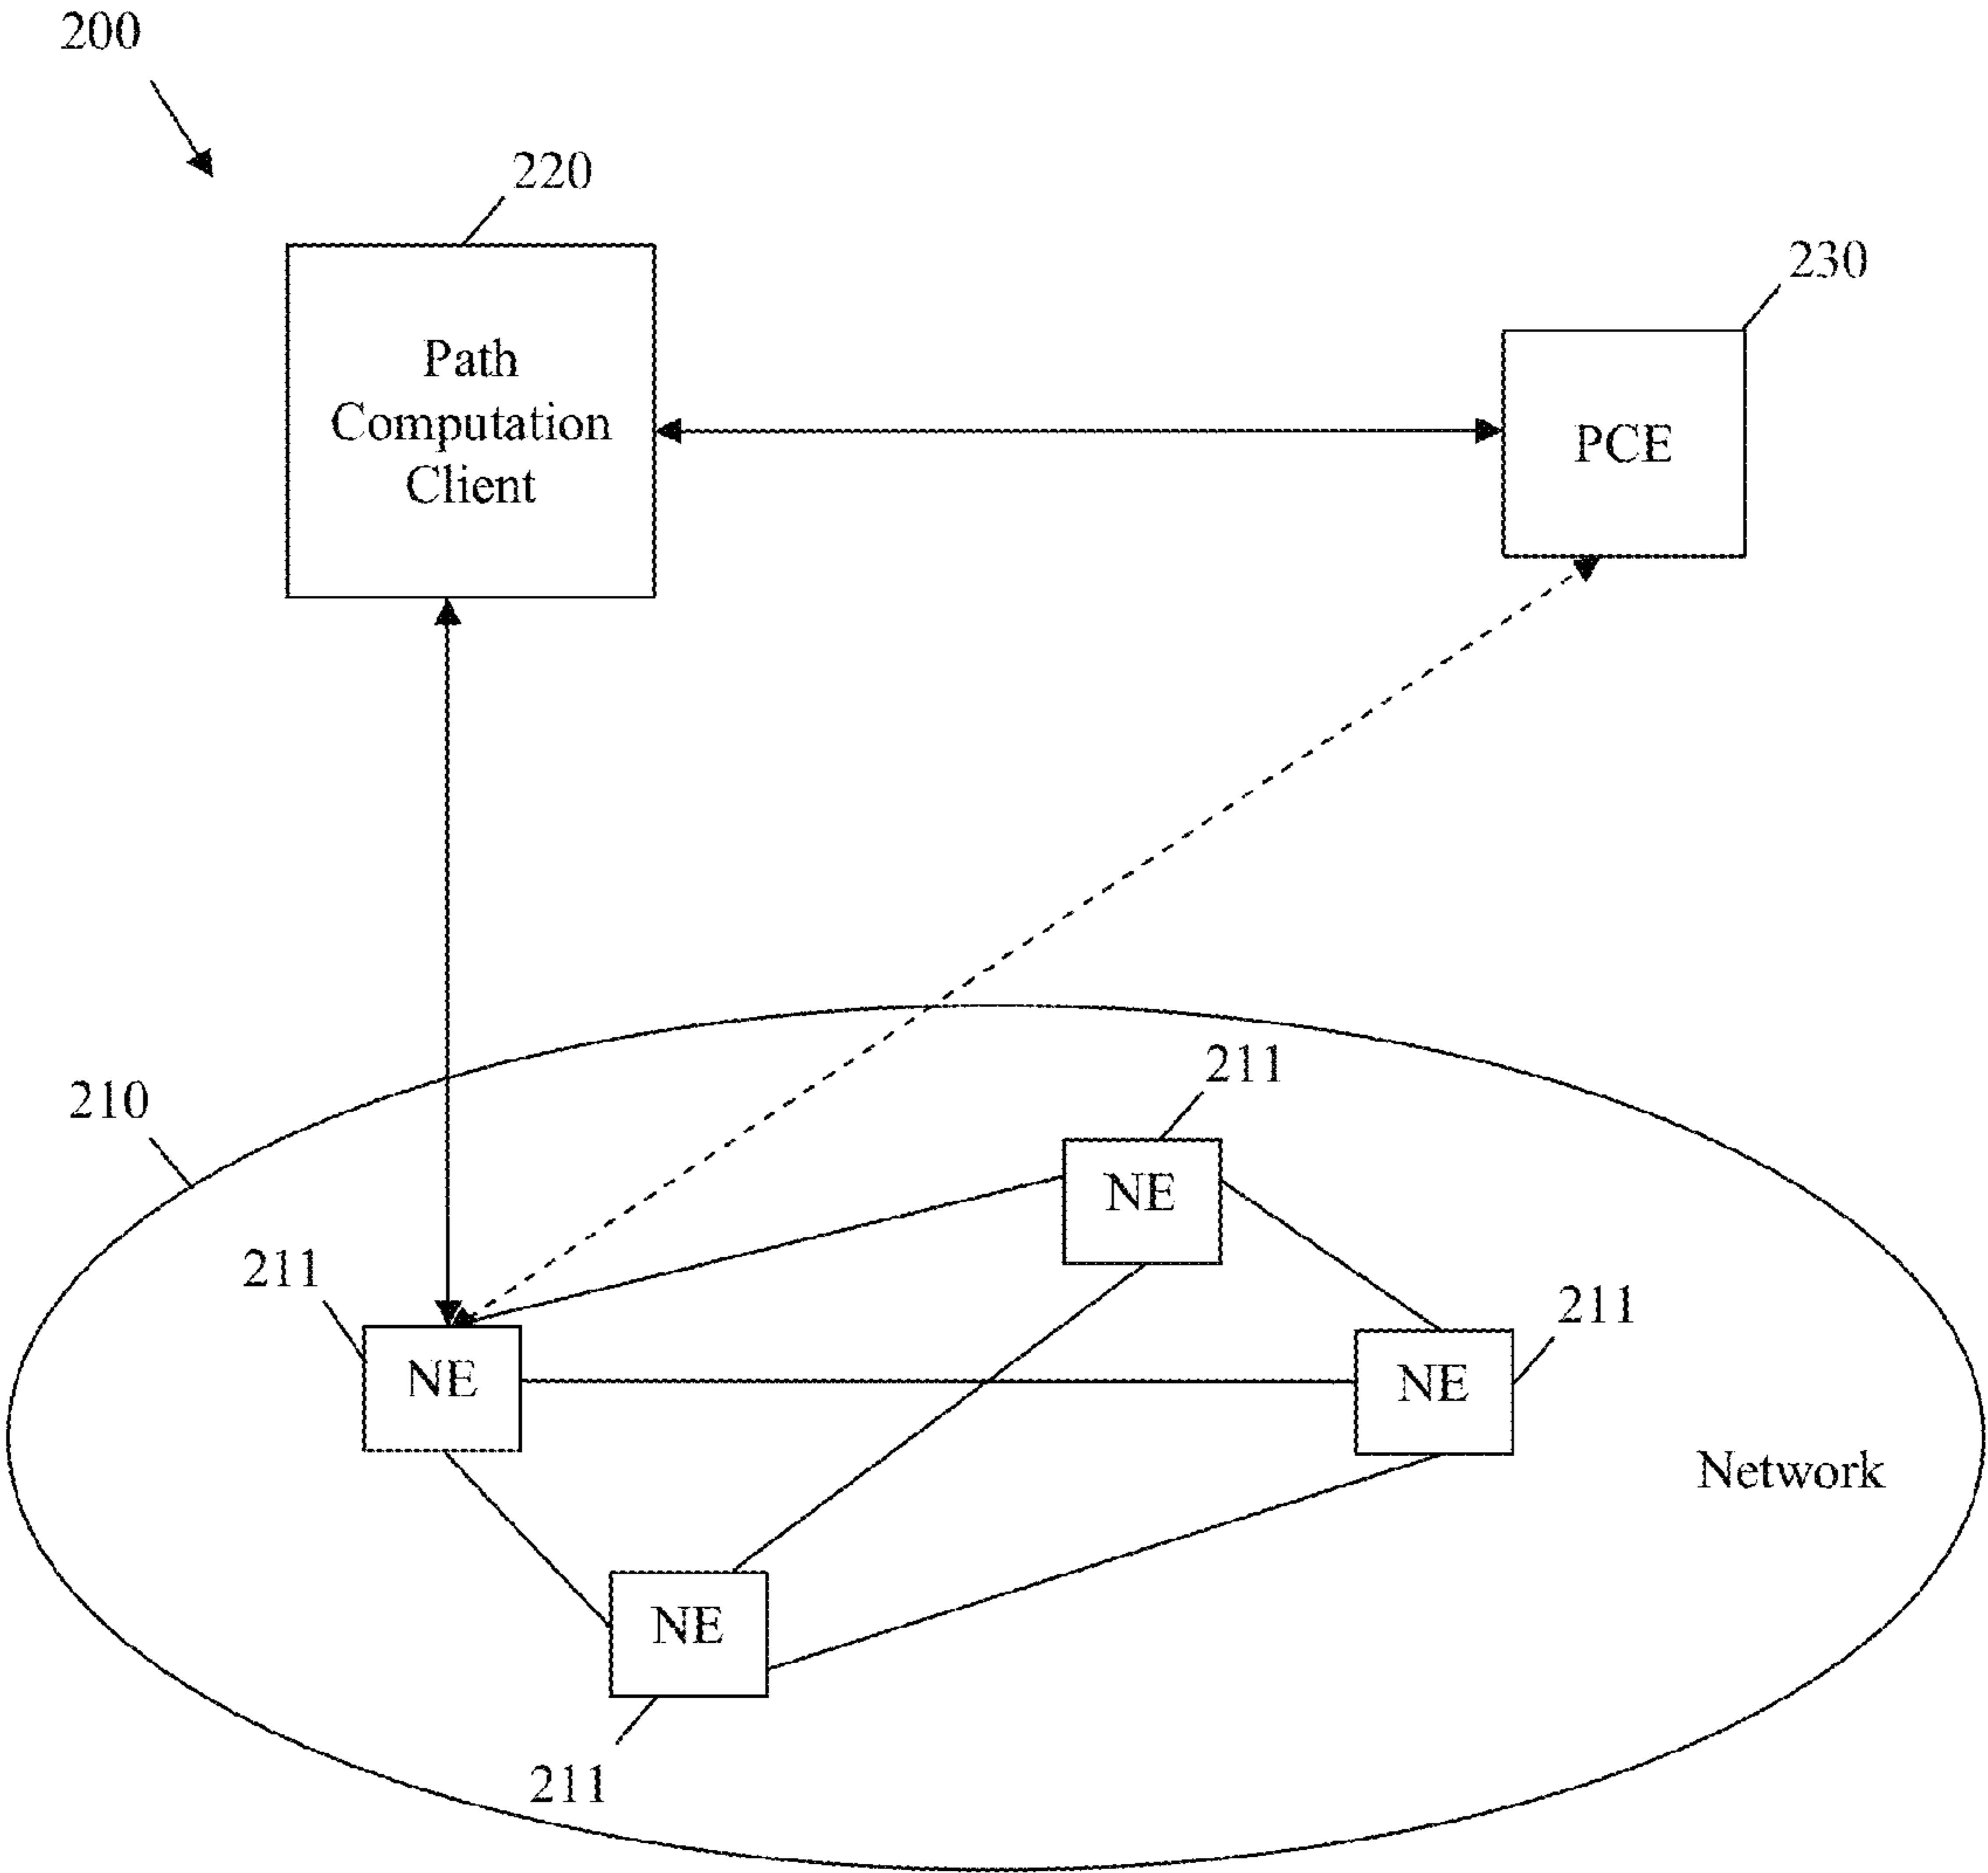 200
220
230
Path
Computation
Client
PCE
211
210
NE
211
211
NE
NE
Network
NE
211